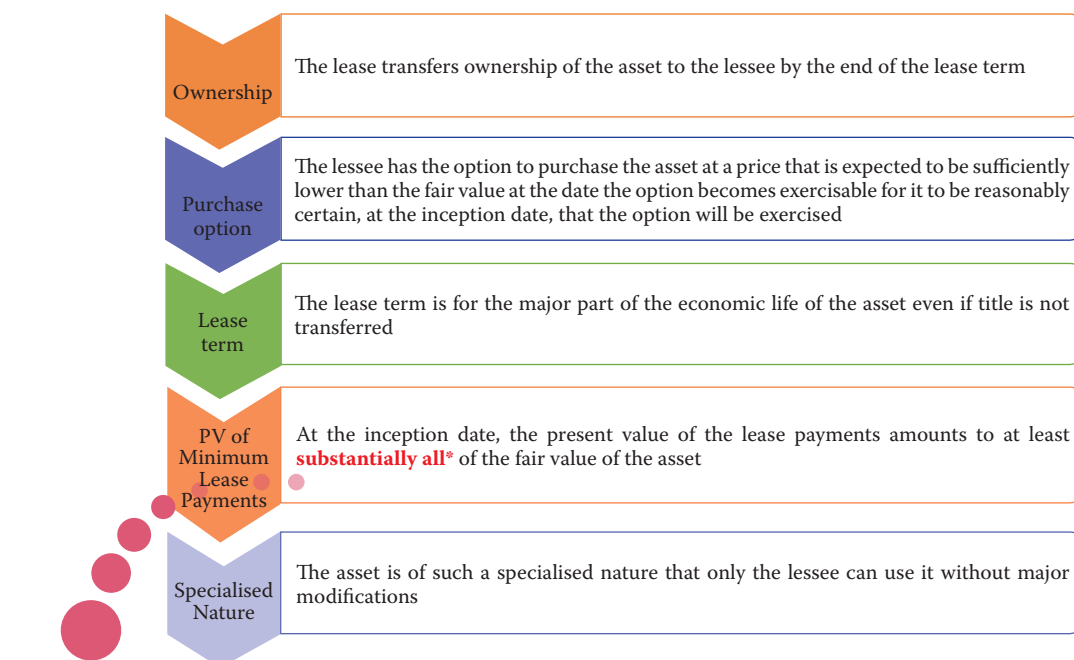 Ownership
The lease transfers ownership of the asset to the lessee by the end of the lease term
Purchase
option
The lessee has the option to purchase the asset at a price that is expected to be sufficiently
lower than the fair value at the date the option becomes exercisable for it to be reasonably
certain, at the inception date, that the option will be exercised
Lease
term
The lease term is for the major part of the economic life of the asset even if title is not
transferred
PV of
Minimum
Lease
Payments
At the inception date, the present value of the lease payments amounts to at least
substantially all* of the fair value of the asset
Specialised
Nature
The asset is of such a specialised nature that only the lessee can use it without major
modifications